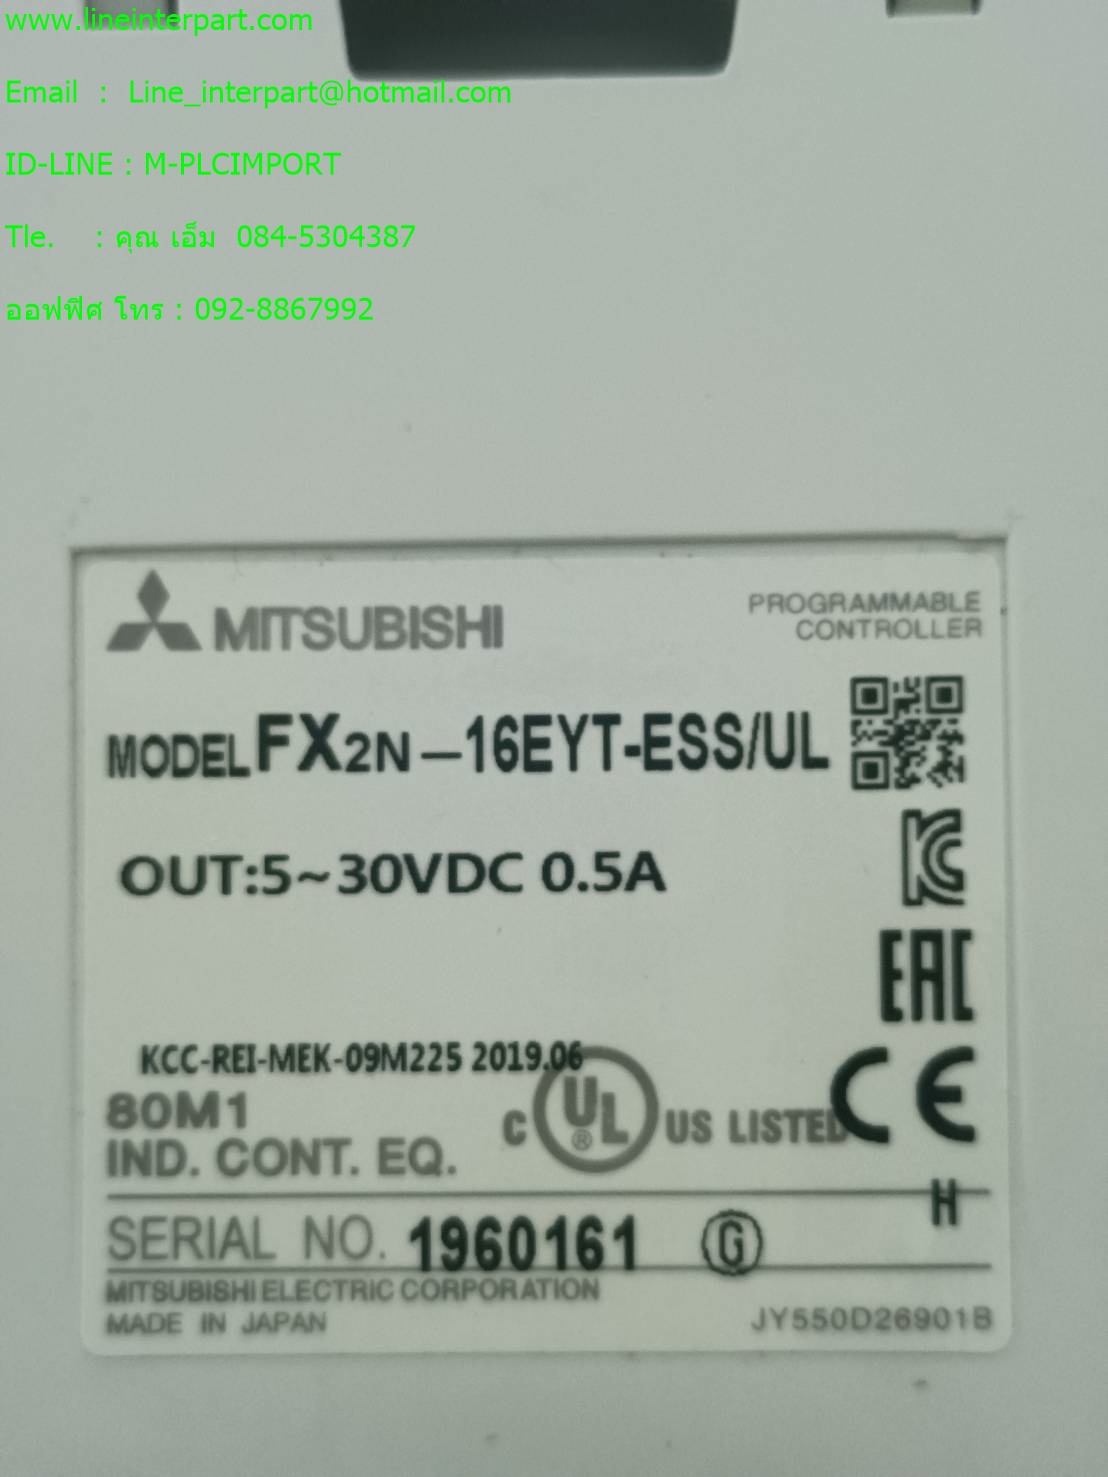 www.lineinterpart.com
Email : Line_interpart@hotmail.com
ID-LINE : M-PLCIMPORT
Tle. : คุณ เอ็ม 084-5304387
ออฟฟิศ โทร : 092-8867992
MITSUBISHI
PROGRAMMABLE
CONTROLLER
MODEL FX2N-16EYT-ESS/UL
OUT:5~30VDC 0.5A
KC
EAC
KCC-REI-MEK-09M225 2019.06
80M1
IND. CONT. EQ.
C UL ® US LISTED
CE
H
SERIAL NO. 1960161 G
MITSUBISHI ELECTRIC CORPORATION
MADE IN JAPAN
JY550D26901B